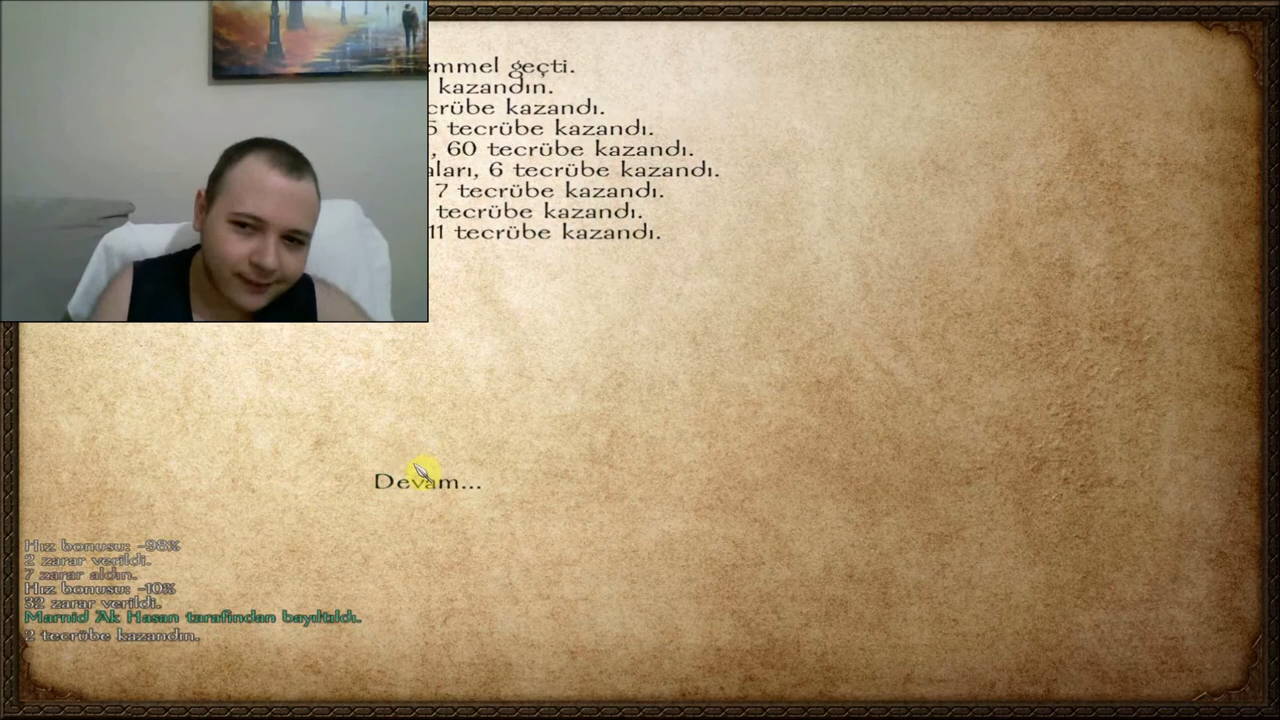 emmel geçti.
kazandın.
crübe kazandı.
5 tecrübe kazandı.
, 60 tecrübe kazandı.
aları, 6 tecrübe kazandı.
7 tecrübe kazandı.
tecrübe kazandı.
11 tecrübe kazandı.
Devam...
Hız bonusu: -98%
2 zarar verildi.
7 zarar aldın.
Hız bonusu: -10%
32 zarar verildi.
Marnid Ak Hasan tarafından bayıltıldı.
2 tecrübe kazandın.